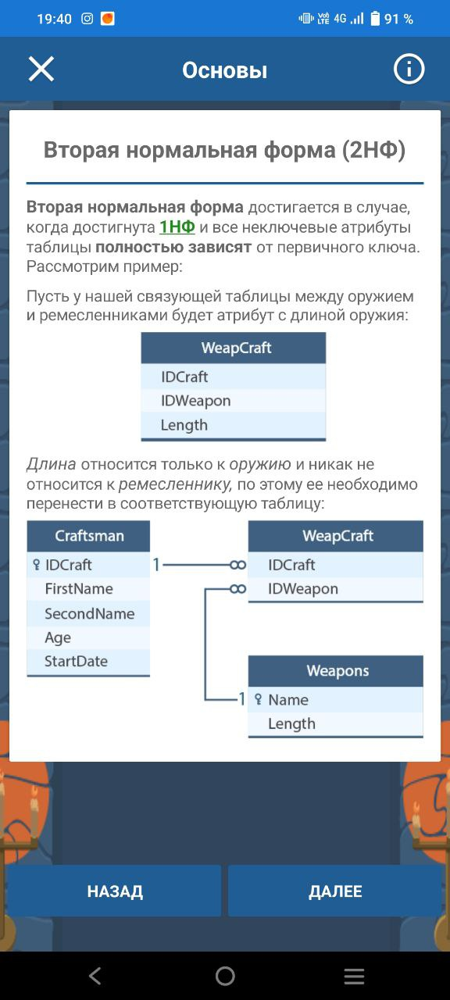 19:40
Vo) LTE 4G 91 %
Основы
Вторая нормальная форма (2НФ)
Вторая нормальная форма достигается в случае,
когда достигнута 1НФ и все неключевые атрибуты
таблицы полностью зависят от первичного ключа.
Рассмотрим пример:
Пусть у нашей связующей таблицы между оружием
и ремесленниками будет атрибут с длиной оружия:
WeapCraft
IDCraft
IDWeapon
Length
Длина относится только к оружию и никак не
относится к ремесленнику, по этому ее необходимо
перенести в соответствующую таблицу:
Craftsman
IDCraft
FirstName
SecondName
Age
StartDate
1
WeapCraft
IDCraft
IDWeapon
Weapons
1
Name
Length
НАЗАД
ДАЛЕЕ